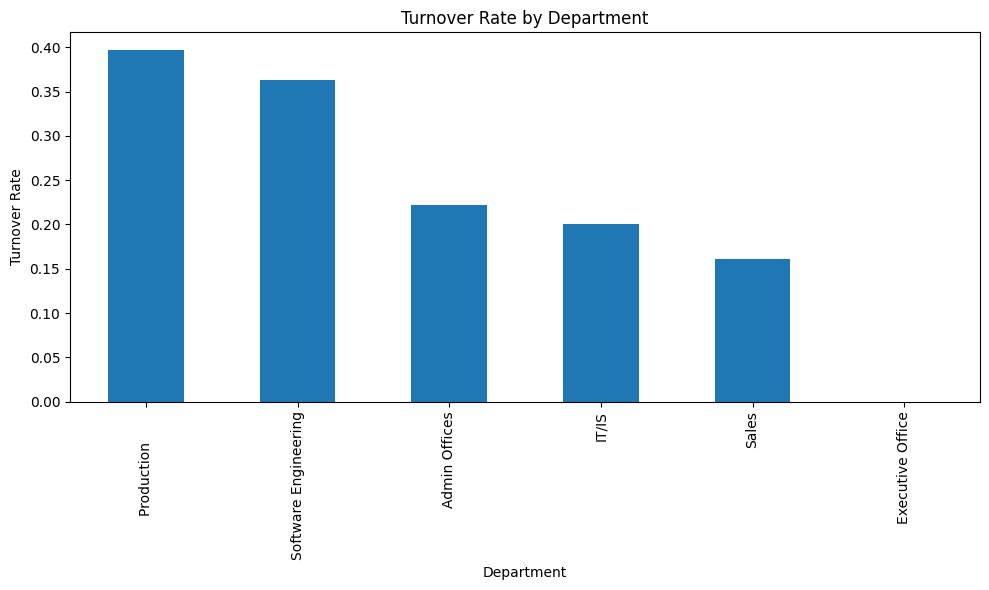 Turnover Rate by Department
Turnover Rate
0.40
0.35
0.30
0.25
0.20
0.15
0.10
0.05
0.00
Production
Software Engineering
Admin Offices
IT/IS
Sales
Executive Office
Department